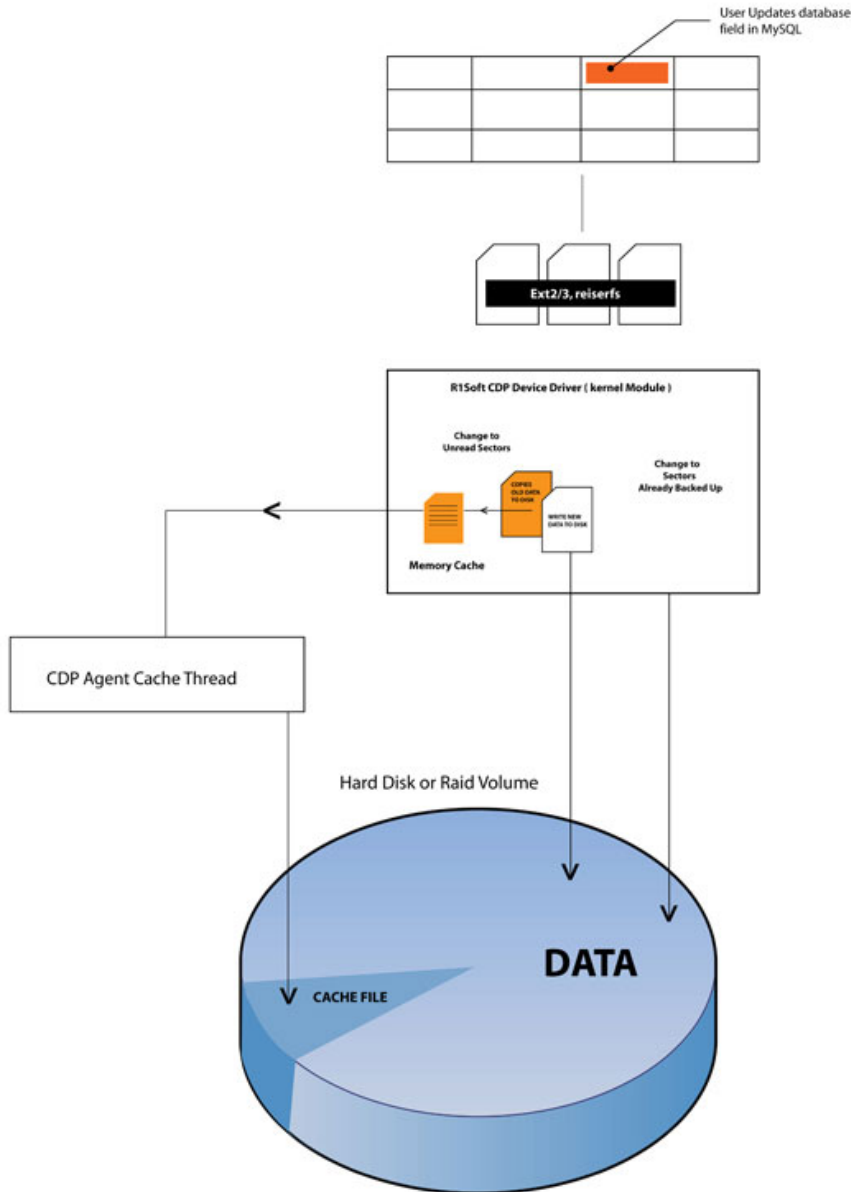 User Updates database
field in MySQL
Ext2/3, reiserfs
R1Soft CDP Device Driver ( kernel Module )
Change to
Unread Sectors
Change to
Sectors
Already Backed Up
COPIES
OLD DATA
TO DISK
WRITE NEW
DATA TO DISK
Memory Cache
CDP Agent Cache Thread
Hard Disk or Raid Volume
DATA
CACHE FILE